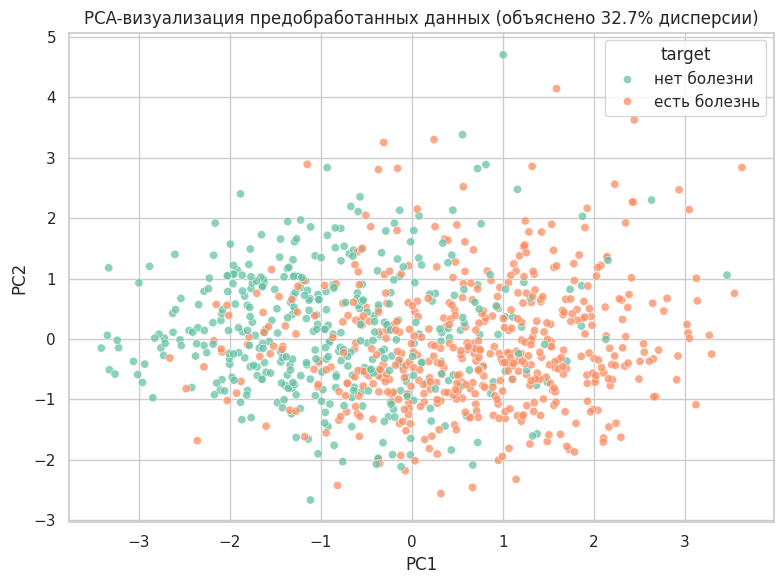 PCA-визуализация предобработанных данных (объяснено 32.7% дисперсии)
target
нет болезни
есть болезнь
5
4
3
2
1
0
−1
−2
−3
PC2
−3
−2
−1
0
1
2
3
PC1